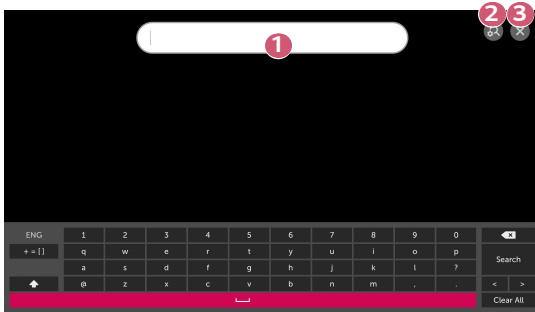 2 3
1
ENG 1 2 3 4 5 6 7 8 9 0
+ = [ ] q w e r t y u i o p Search
a s d f g h j k l ?
@ z x c v b n m , . < >
Clear All